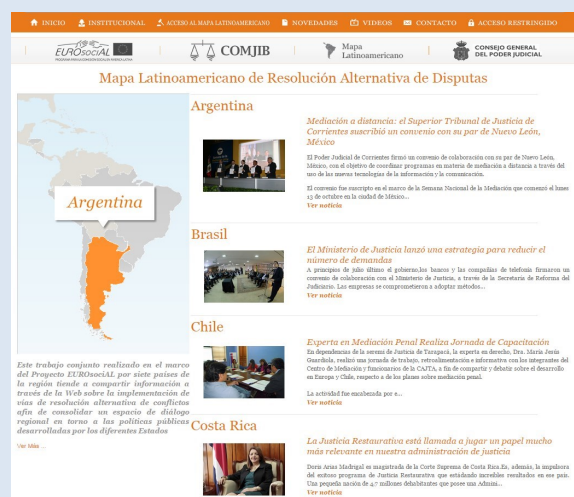 INICIO INSTITUCIONAL ACCESO AL MAPA LATINOAMERICANO NOVEDADES VIDEOS CONTACTO ACCESO RESTRINGIDO
EUROsociAL
COMJIB
Mapa
Latinoamericano
CONSEJO GENERAL
DEL PODER JUDICIAL
Mapa Latinoamericano de Resolución Alternativa de Disputas
Argentina
Este trabajo conjunto realizado en el marco
del Proyecto EUROsociAL por siete países de
la región tiende a compartir información a
través de la Web sobre la implementación de
vias de resolución alternativa de conflictos
afin de consolidar un espacio de diálogo
regional en torno a las políticas públicas
desarrolladas por los diferentes Estados
Ver Más ...
Argentina
Mediación a distancia: el Superior Tribunal de Justicia de
Corrientes suscribió un convenio con su par de Nuevo León,
México
El Poder Judicial de Corrientes firmó un convenio de colaboración con su par de Nuevo León,
México, con el objetivo de coordinar programas en materia de mediación a distancia a través del
uso de las nuevas tecnologías de la información y la comunicación.
El convenio fue suscripto en el marco de la Semana Nacional de la Mediación que comenzó el lunes
13 de octubre en la ciudad de México...
Ver noticia
Brasil
El Ministerio de Justicia lanzó una estrategia para reducir el
número de demandas
A principios de julio último el gobierno,los bancos y las compañías de telefonía firmaron un
convenio de colaboración con el Ministerio de Justicia, a través de la Secretaría de Reforma del
Judiciario. Las empresas se comprometieron a adoptar métodos...
Ver noticia
Chile
Experta en Mediación Penal Realiza Jornada de Capacitación
En dependencias de la seremi de Justicia de Tarapacá, la experta en derecho, Dra. María Jesús
Guardiola, realizó una jornada de trabajo, retroalimentación e informativa con los integrantes del
Centro de Mediación y funcionarios de la CAJTA, a fin de compartir y debatir sobre el desarrollo
en Europa y Chile, respecto a de los planes sobre mediación penal.
La actividad fue encabezada por s...
Ver noticia
Costa Rica
La Justicia Restaurativa está llamada a jugar un papel mucho
más relevante en nuestra administración de justicia
Doris Arias Madrigal es magistrada de la Corte Suprema de Costa Rica.Es, además, la impulsora
del exitoso programa de Justicia Restaurativa que estádando increíbles resultados en ese país.
Una pequeña nación de 4,7 millones dehabitantes que posee una Admini...
Ver noticia